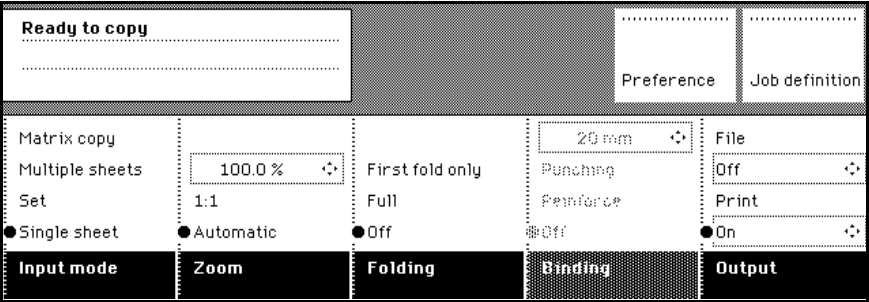 Ready to copy
Preference
Job definition
Matrix copy
Multiple sheets
Set
Single sheet
Input mode
100.0 %
1:1
Automatic
Zoom
First fold only
Full
Off
Folding
20 mm
Punching
Reinforce
Off
Binding
File
Off
Print
On
Output